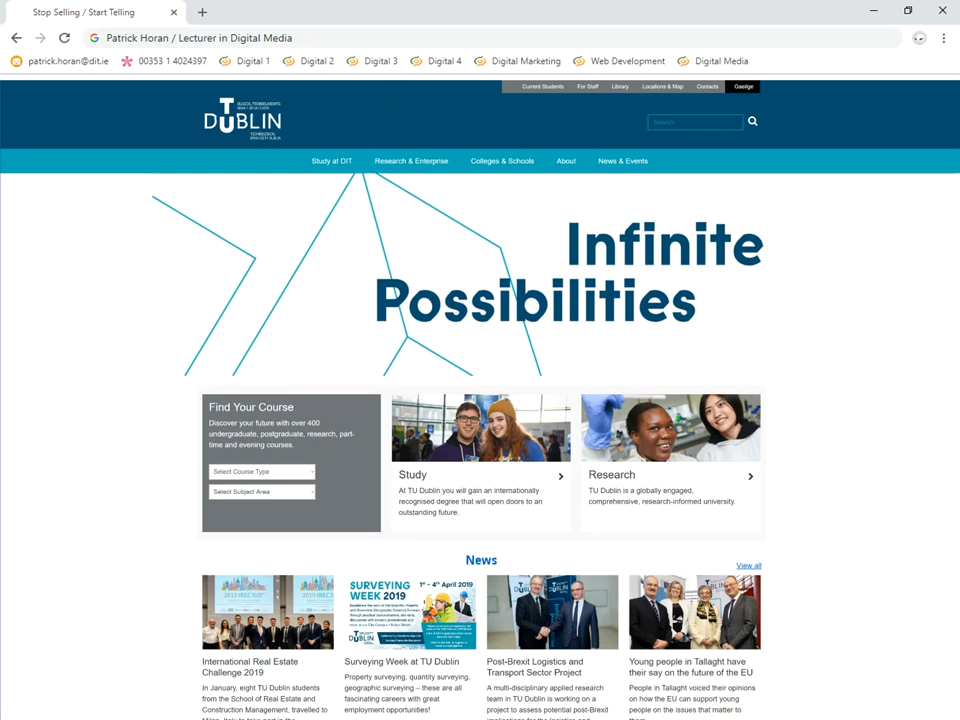 Stop Selling / Start Telling
Patrick Horan / Lecturer in Digital Media
patrick.horan@dit.ie
00353 1 4024397
Digital 1
Digital 2
Digital 3
Digital 4
Digital Marketing
Web Development
Digital Media
Current Students
For Staff
Library
Locations & Map
Contacts
Gaeilge
TU DUBLIN
Search
Study at DIT
Research & Enterprise
Colleges & Schools
About
News & Events
Infinite
Possibilities
Find Your Course
Discover your future with over 400
undergraduate, postgraduate, research, part-
time and evening courses.
Select Course Type
Select Subject Area
Study
At TU Dublin you will gain an internationally
recognised degree that will open doors to an
outstanding future.
Research
TU Dublin is a globally engaged,
comprehensive, research-informed university.
News
View all
SURVEYING
WEEK 2019
1st - 4th April 2019
International Real Estate
Challenge 2019
In January, eight TU Dublin students
from the School of Real Estate and
Construction Management, travelled to
Surveying Week at TU Dublin
Property surveying, quantity surveying,
geographic surveying – these are all
fascinating careers with great
employment opportunities!
Post-Brexit Logistics and
Transport Sector Project
A multi-disciplinary applied research
team in TU Dublin is working on a
project to assess potential post-Brexit
Young people in Tallaght have
their say on the future of the EU
People in Tallaght voiced their opinions
on how the EU can support young
people on the issues that matter to